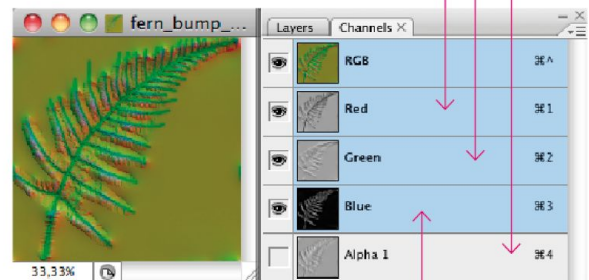 fern_bump_...
Layers Channels ×
RGB ⌘^
Red ⌘1
Green ⌘2
Blue ⌘3
Alpha 1 ⌘4
33,33%